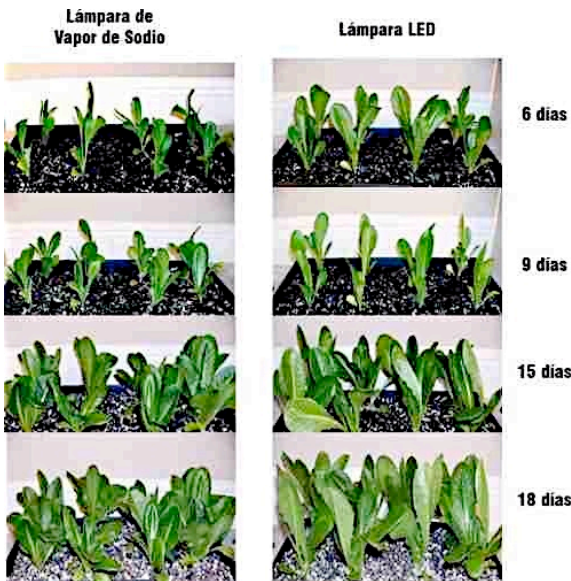 Lámpara de
Vapor de Sodio
Lámpara LED
6 días
9 días
15 días
18 días